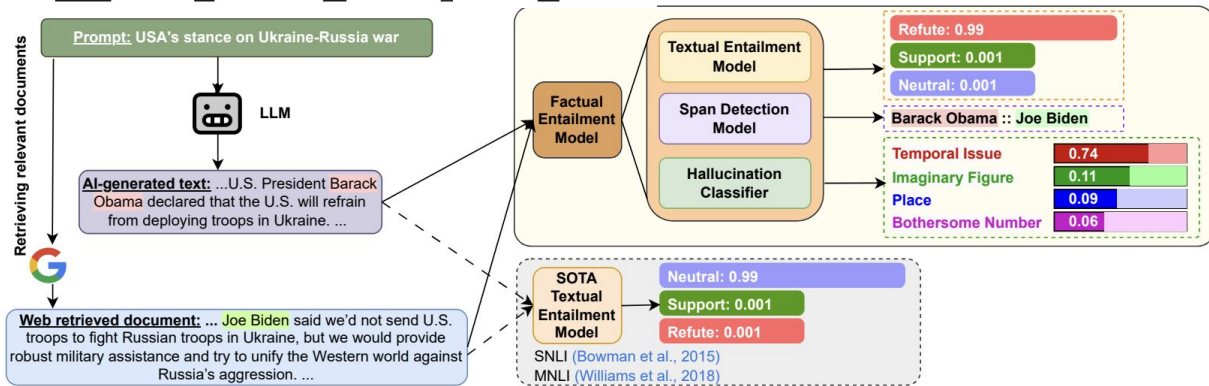 Prompt: USA's stance on Ukraine-Russia war
Retrieving relevant documents
LLM
AI-generated text: ...U.S. President Barack
Obama declared that the U.S. will refrain
from deploying troops in Ukraine. ...
Web retrieved document: ... Joe Biden said we'd not send U.S.
troops to fight Russian troops in Ukraine, but we would provide
robust military assistance and try to unify the Western world against
Russia's aggression. ...
Factual
Entailment
Model
Textual Entailment
Model
Span Detection
Model
Hallucination
Classifier
Refute: 0.99
Support: 0.001
Neutral: 0.001
Barack Obama :: Joe Biden
Temporal Issue 0.74
Imaginary Figure 0.11
Place 0.09
Bothersome Number 0.06
SOTA
Textual
Entailment
Model
Neutral: 0.99
Support: 0.001
Refute: 0.001
SNLI (Bowman et al., 2015)
MNLI (Williams et al., 2018)